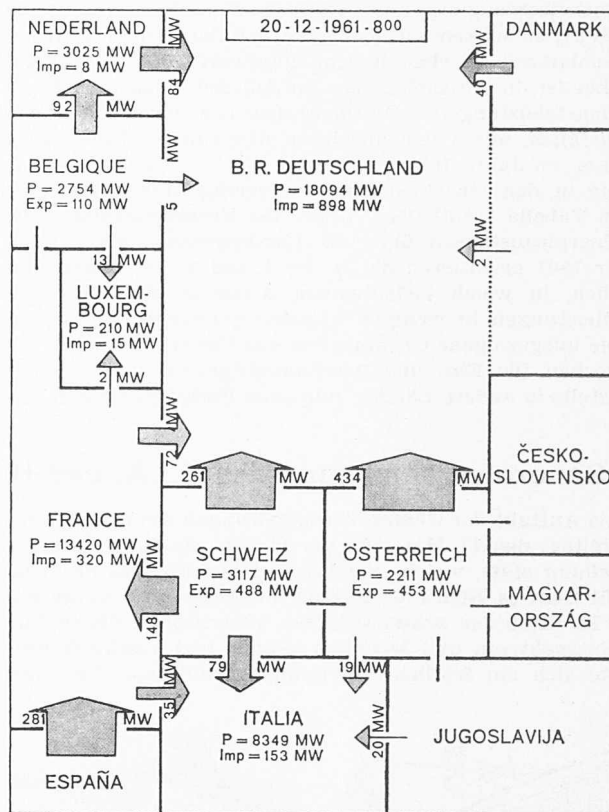 20-12-1961-800
NEDERLAND
P = 3025 MW
Imp = 8 MW
84 MW
92 MW
DANMARK
40 MW
BELGIQUE
P = 2754 MW
Exp = 110 MW
5 MW
B. R. DEUTSCHLAND
P = 18094 MW
Imp = 898 MW
2 MW
13 MW
LUXEM-
BOURG
P = 210 MW
Imp = 15 MW
2 MW
72 MW
261 MW
434 MW
ČESKO-
SLOVENSKO
FRANCE
P = 13420 MW
Imp = 320 MW
148 MW
SCHWEIZ
P = 3117 MW
Exp = 488 MW
ÖSTERREICH
P = 2211 MW
Exp = 453 MW
MAGYAR-
ORSZÁG
79 MW
19 MW
35 MW
281 MW
ITALIA
P = 8349 MW
Imp = 153 MW
20 MW
JUGOSLAVIJA
ESPAÑA